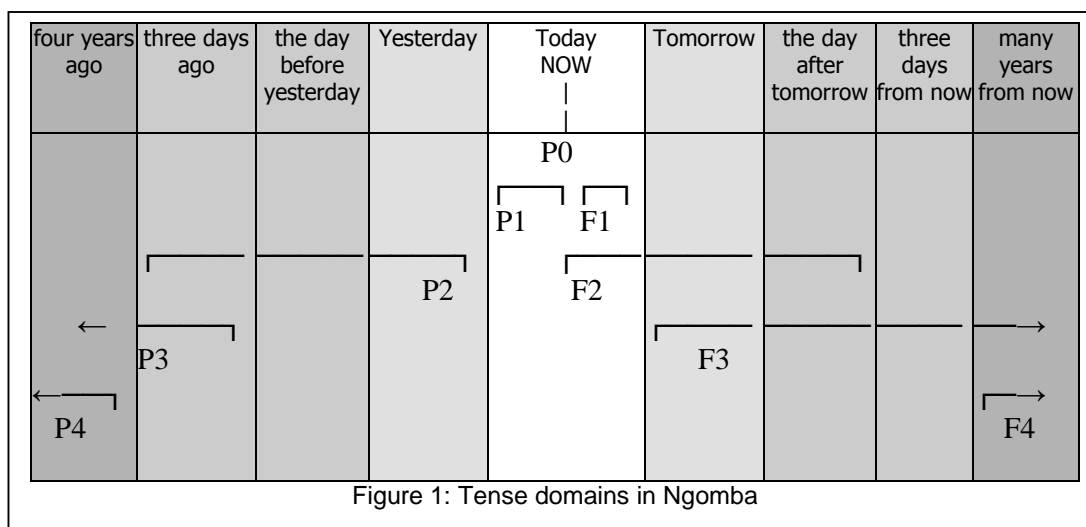 four years ago three days ago the day before yesterday Yesterday Today NOW Tomorrow the day after tomorrow three days from now many years from now
P0
P1 F1
P2 F2
P3 F3
P4 F4
Figure 1: Tense domains in Ngomba